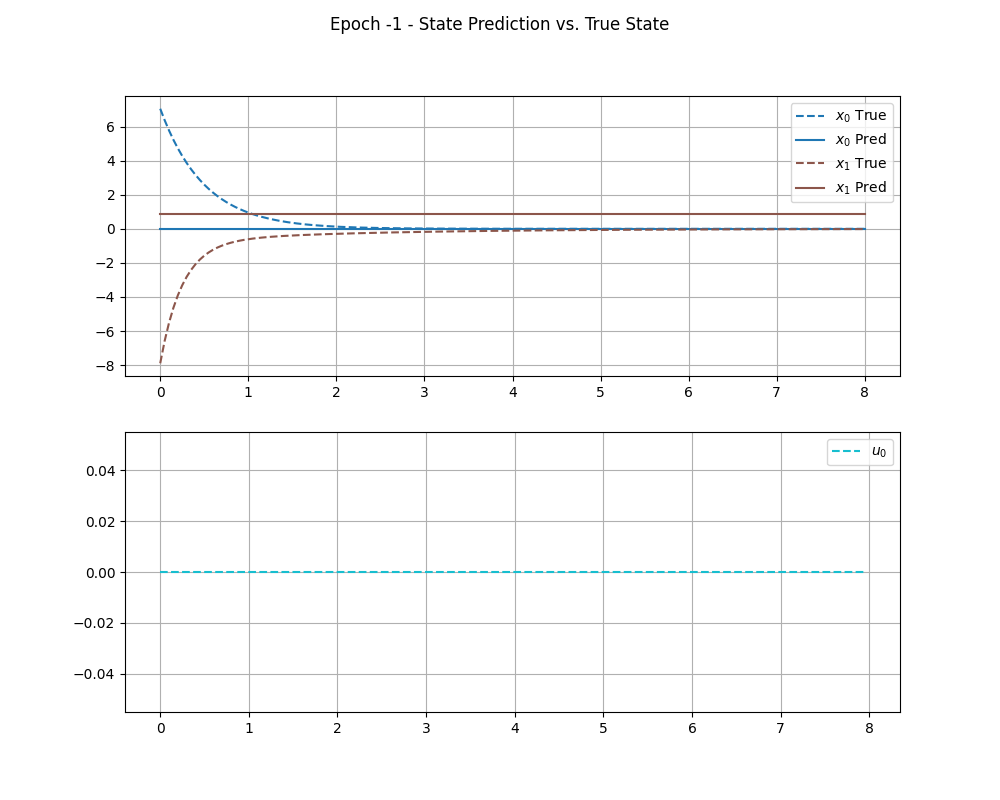 Epoch -1 - State Prediction vs. True State
6
4
2
0
−2
−4
−6
−8
x₀ True
x₀ Pred
x₁ True
x₁ Pred
0 1 2 3 4 5 6 7 8
0.04
0.02
0.00
−0.02
−0.04
u₀
0 1 2 3 4 5 6 7 8